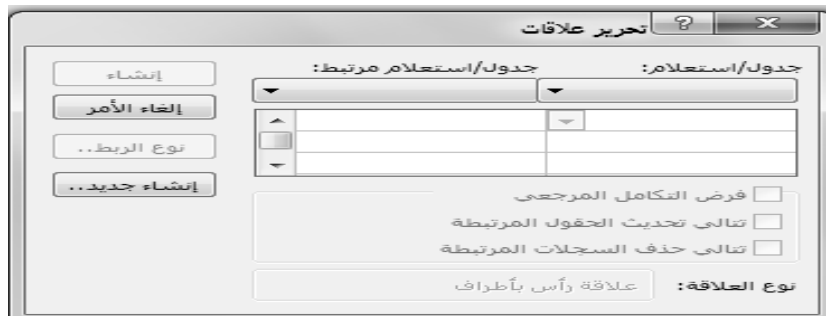 تحرير علاقات
جدول/استعلام: جدول/استعلام مرتبط:
إنشاء
إلغاء الأمر
نوع الربط..
إنشاء جديد..
فرض التكامل المرجعي
تتالي تحديث الحقول المرتبطة
تتالي حذف السجلات المرتبطة
نوع العلاقة: علاقة رأس بأطراف